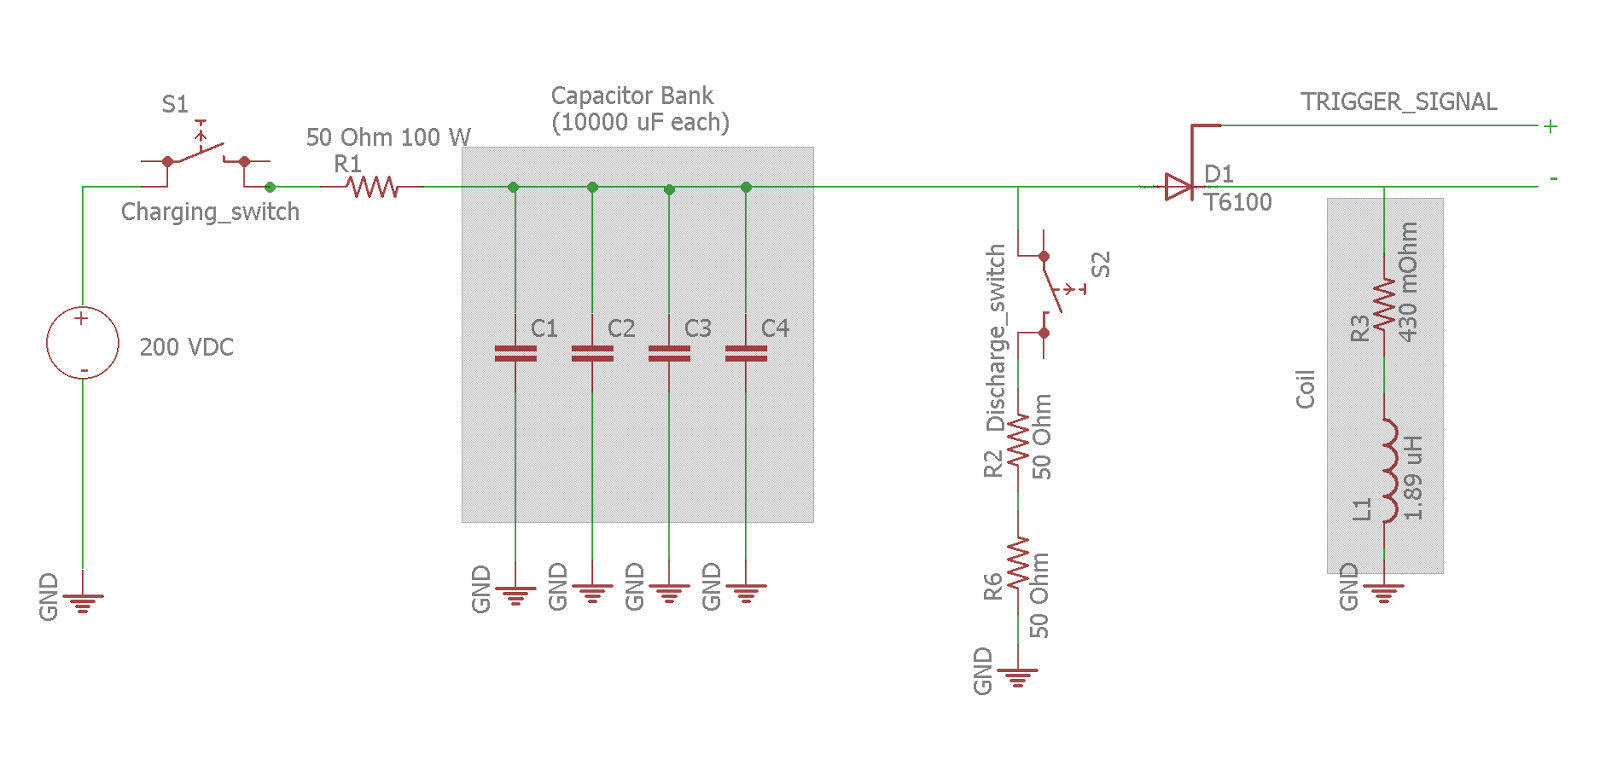 S1
Charging_switch
50 Ohm 100 W
R1
Capacitor Bank
(10000 uF each)
TRIGGER_SIGNAL
+
-
D1
T6100
+
-
200 VDC
C1
C2
C3
C4
Discharge_switch
S2
R2
50 Ohm
R6
50 Ohm
Coil
R3
430 mOhm
L1
1.89 uH
GND
GND
GND
GND
GND
GND
GND